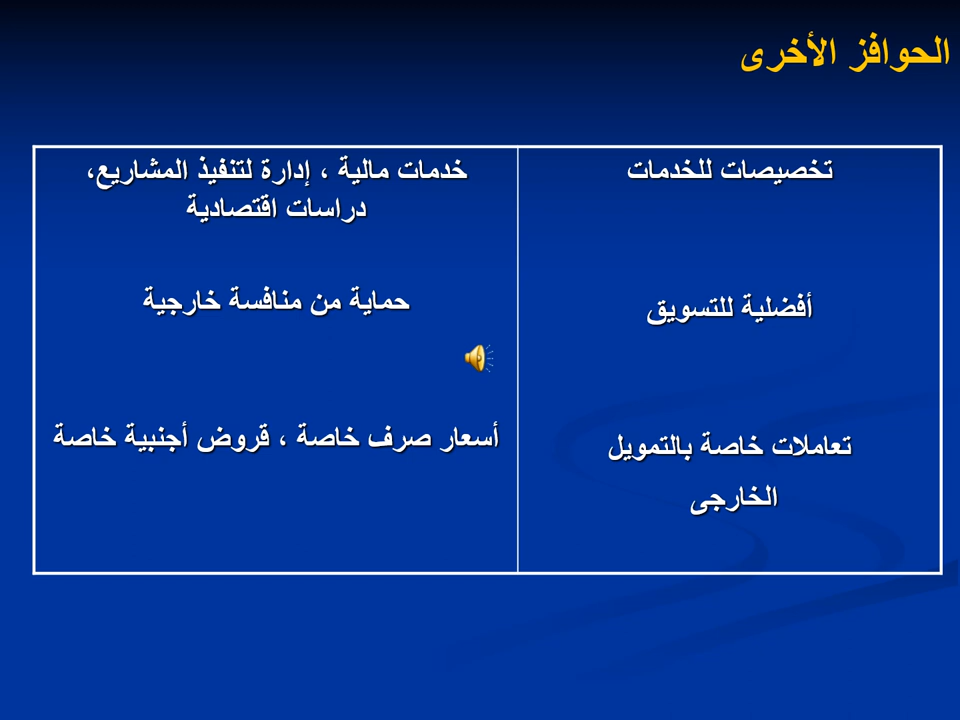 الحوافز الأخرى
تخصيصات للخدمات
خدمات مالية ، إدارة لتنفيذ المشاريع،
دراسات اقتصادية
أفضلية للتسويق
حماية من منافسة خارجية
تعاملات خاصة بالتمويل
الخارجى
أسعار صرف خاصة ، قروض أجنبية خاصة